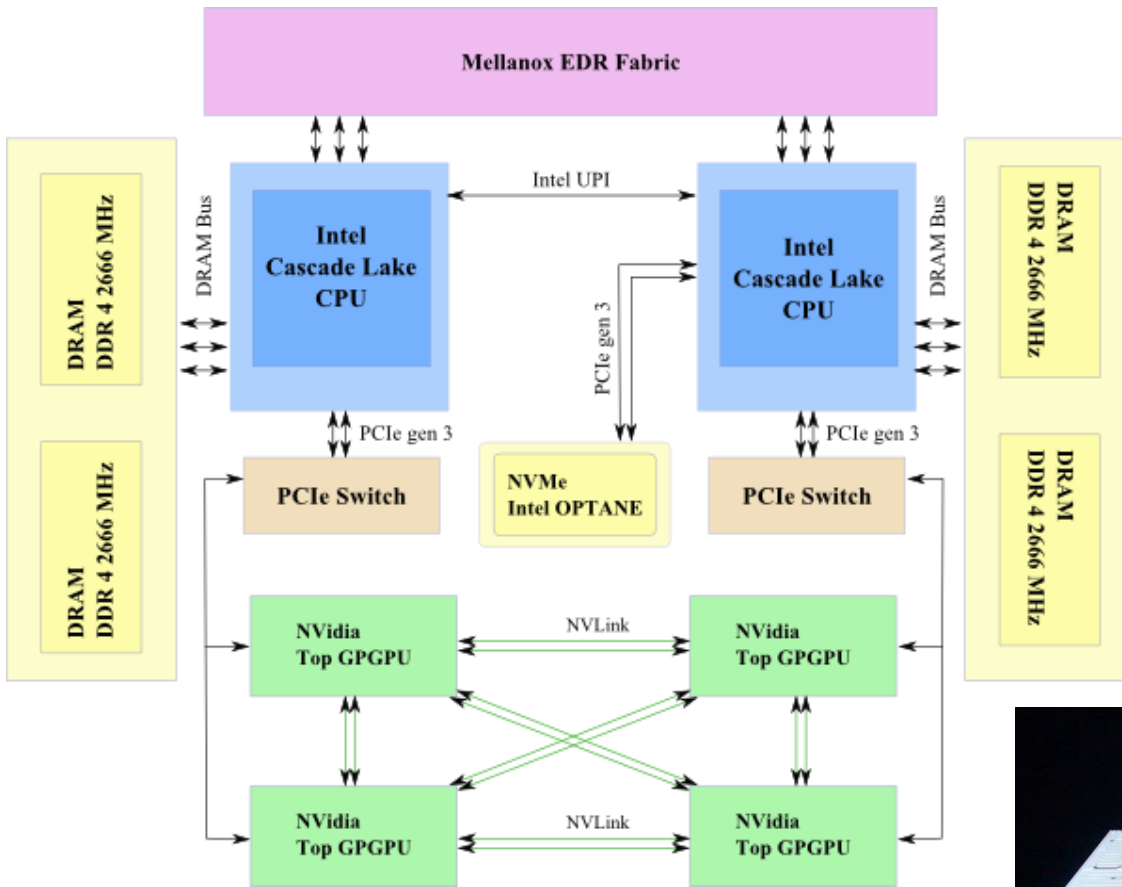 Mellanox EDR Fabric
Intel UPI
DRAM Bus
DRAM Bus
Intel
Cascade Lake
CPU
Intel
Cascade Lake
CPU
DRAM
DDR 4 2666 MHz
DRAM
DDR 4 2666 MHz
PCIe gen 3
PCIe gen 3
PCIe gen 3
DRAM
DDR 4 2666 MHz
DRAM
DDR 4 2666 MHz
PCIe Switch
NVMe
Intel OPTANE
PCIe Switch
NVidia
Top GPGPU
NVLink
NVidia
Top GPGPU
NVidia
Top GPGPU
NVLink
NVidia
Top GPGPU